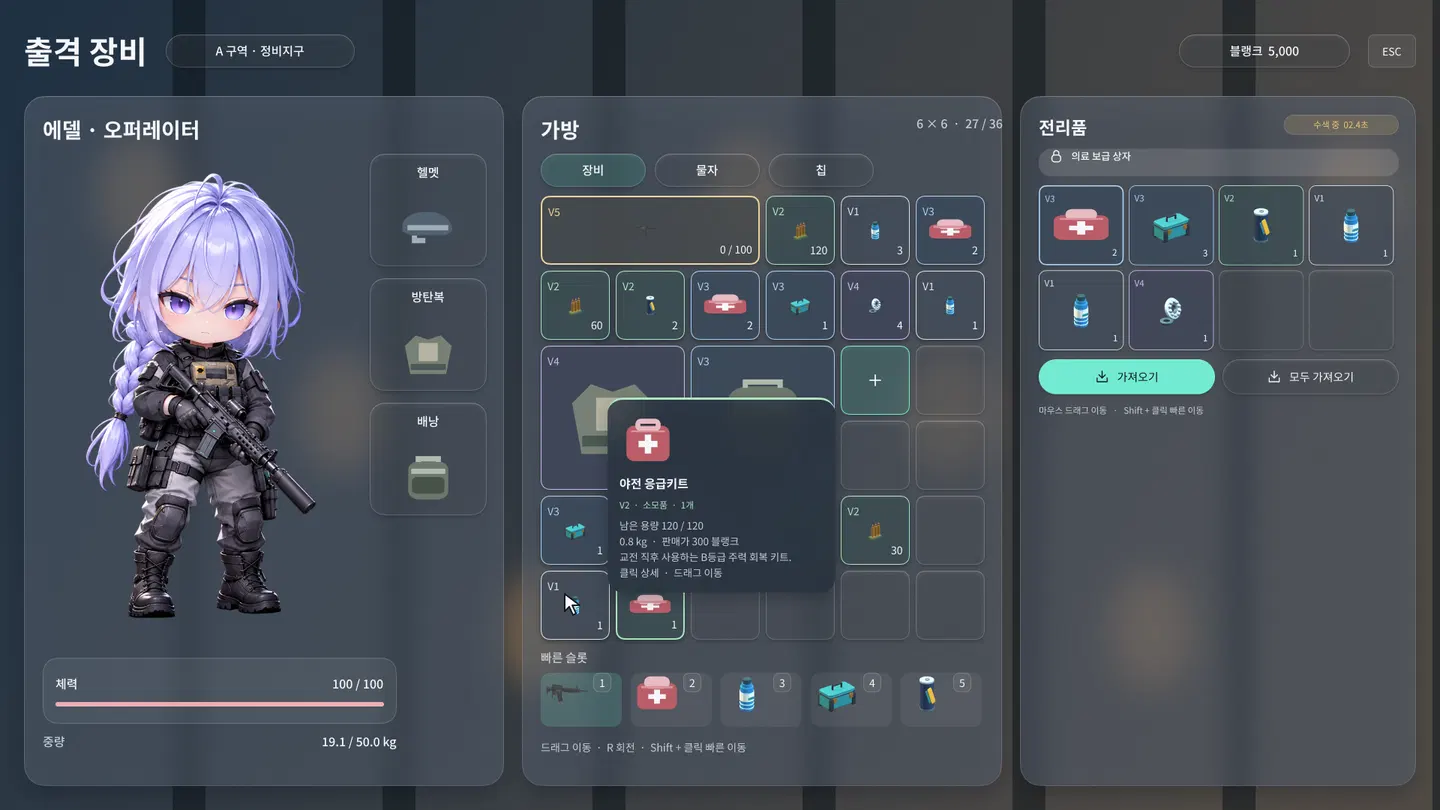 출격 장비
A 구역 · 정비지구
블랭크 5,000
ESC
에델 · 오퍼레이터
헬멧
방탄복
배낭
체력
100 / 100
중량
19.1 / 50.0 kg
가방
6 × 6 · 27 / 36
장비
물자
칩
V5
0 / 100
V2
120
V1
3
V3
2
V2
60
V2
2
V3
2
V3
1
V4
4
V1
1
V4
V3
+
V3
1
V2
30
V1
1
1
야전 응급키트
V2 · 소모품 · 1개
남은 용량 120 / 120
0.8 kg · 판매가 300 블랭크
교전 직후 사용하는 B등급 주력 회복 키트.
클릭 상세 · 드래그 이동
빠른 슬롯
1
2
3
4
5
드래그 이동 · R 회전 · Shift + 클릭 빠른 이동
전리품
수색 중 02.4초
의료 보급 상자
V3
2
V3
3
V2
1
V1
1
V1
1
V4
1
가져오기
모두 가져오기
마우스 드래그 이동 · Shift + 클릭 빠른 이동